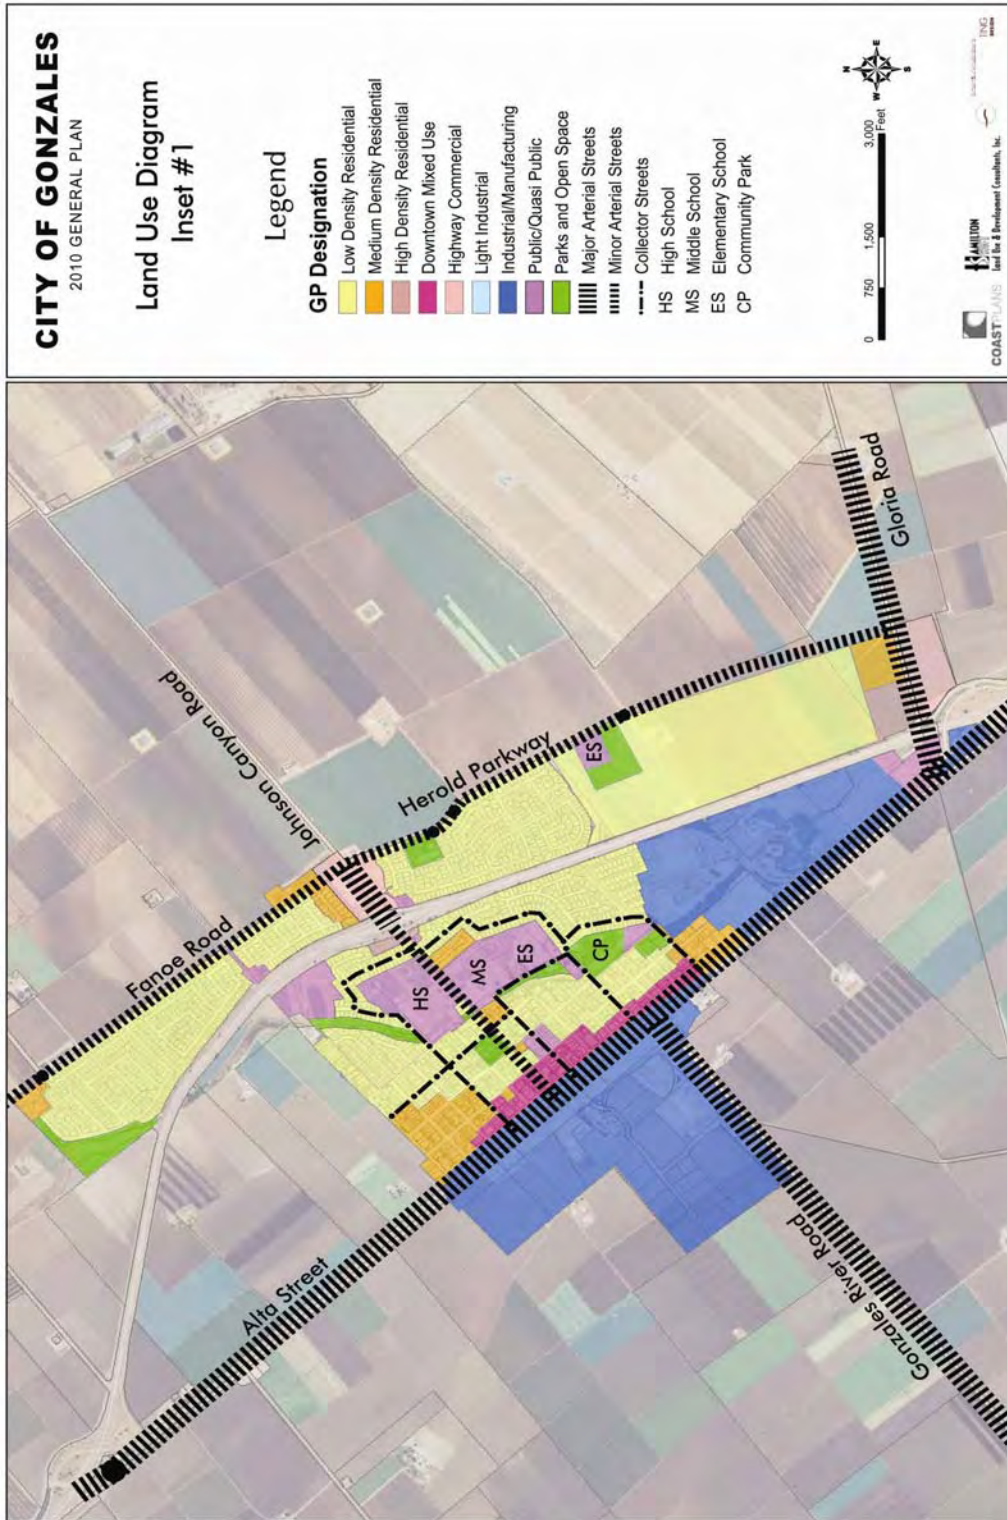 CITY OF GONZALES
2010 GENERAL PLAN
Land Use Diagram
Inset #1
Legend
GP Designation
Low Density Residential
Medium Density Residential
High Density Residential
Downtown Mixed Use
Highway Commercial
Light Industrial
Industrial/Manufacturing
Public/Quasi Public
Parks and Open Space
Major Arterial Streets
Minor Arterial Streets
Collector Streets
HS High School
MS Middle School
ES Elementary School
CP Community Park
N
W E
S
0 750 1,500 3,000
Feet
COASTPLANS
HAMILTON
Land Use & Development Consultants, Inc.
TING
Fanoe Road
Johnson Canyon Road
Herold Parkway
Alta Street
HS
MS
ES
CP
ES
Gloria Road
Gonzales River Road